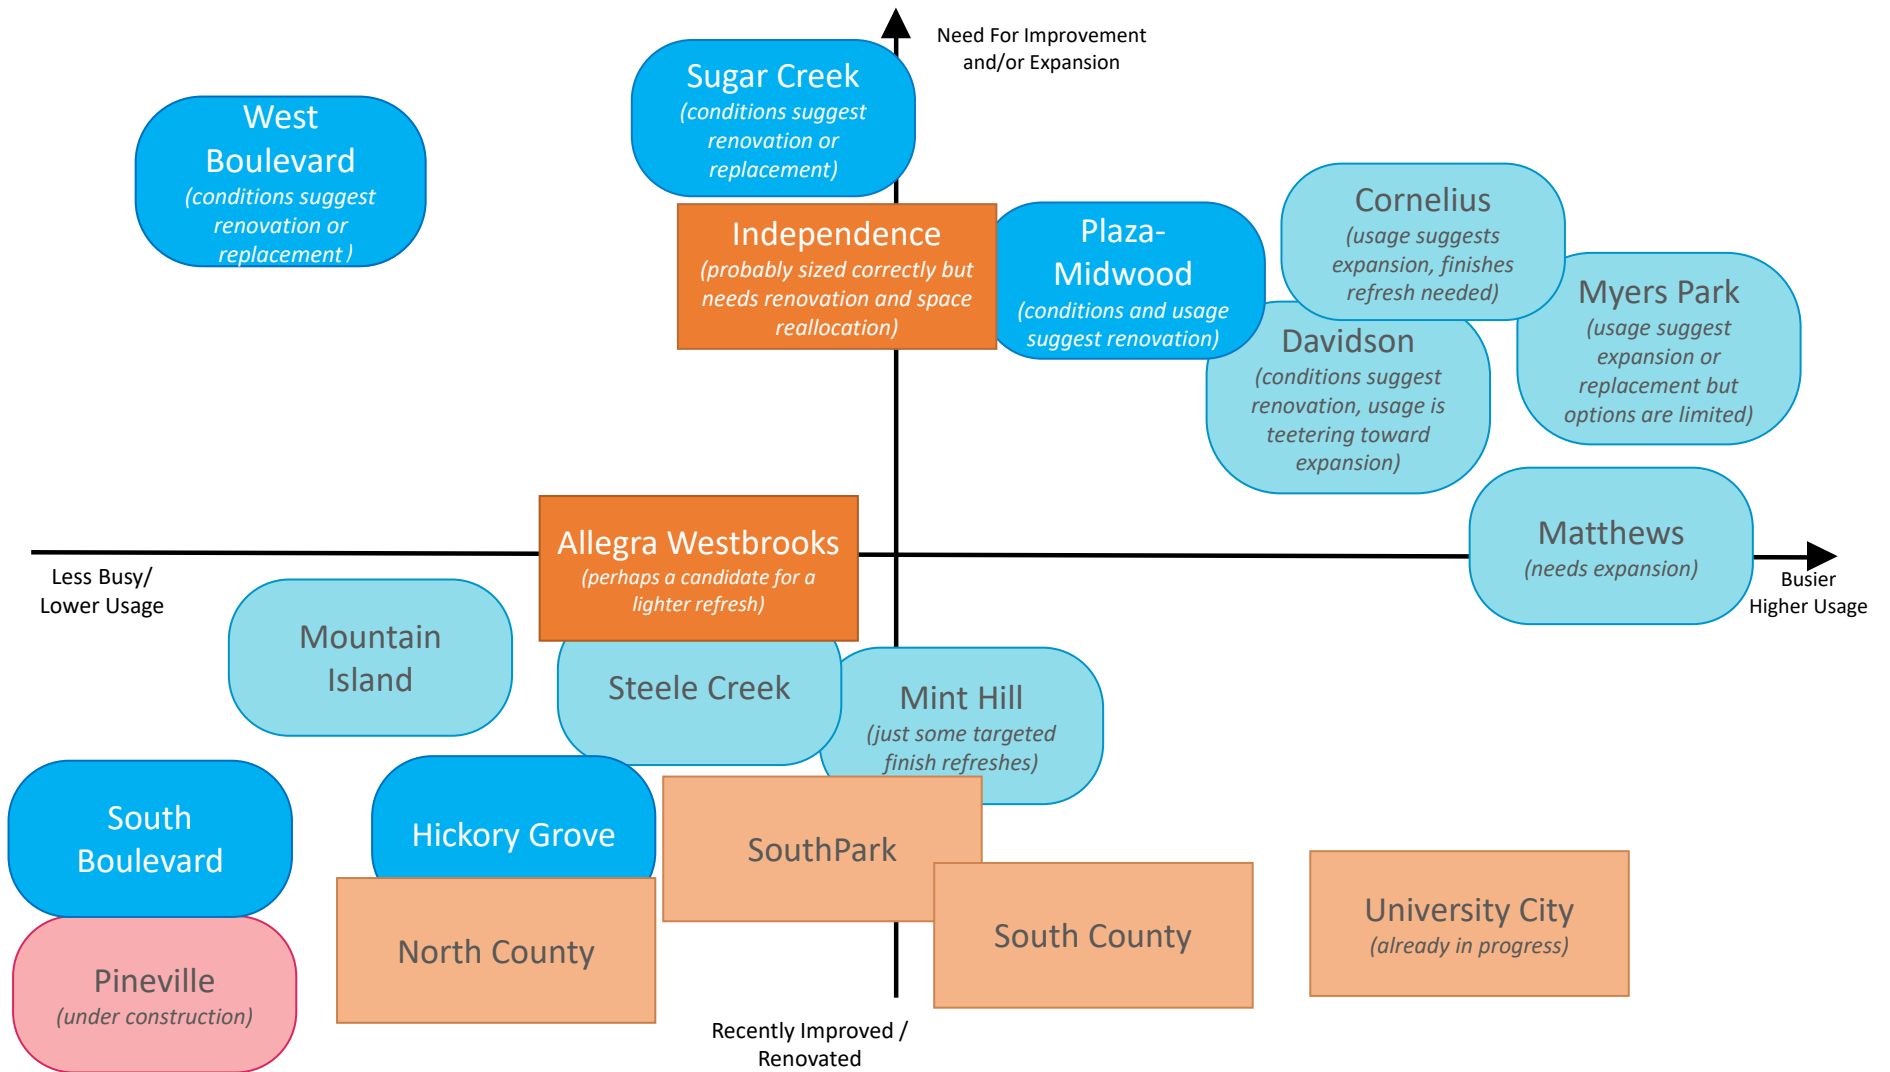 Need For Improvement
and/or Expansion
Sugar Creek
(conditions suggest
renovation or
replacement)
West
Boulevard
(conditions suggest
renovation or
replacement)
Cornelius
(usage suggests
expansion, finishes
refresh needed)
Independence
(probably sized correctly but
needs renovation and space
reallocation)
Plaza-
Midwood
(conditions and usage
suggest renovation)
Myers Park
(usage suggest
expansion or
replacement but
options are limited)
Davidson
(conditions suggest
renovation, usage is
teetering toward
expansion)
Allegra Westbrooks
(perhaps a candidate for a
lighter refresh)
Matthews
(needs expansion)
Less Busy/
Lower Usage
Busier
Higher Usage
Mountain
Island
Steele Creek
Mint Hill
(just some targeted
finish refreshes)
South
Boulevard
Hickory Grove
SouthPark
North County
South County
University City
(already in progress)
Pineville
(under construction)
Recently Improved /
Renovated